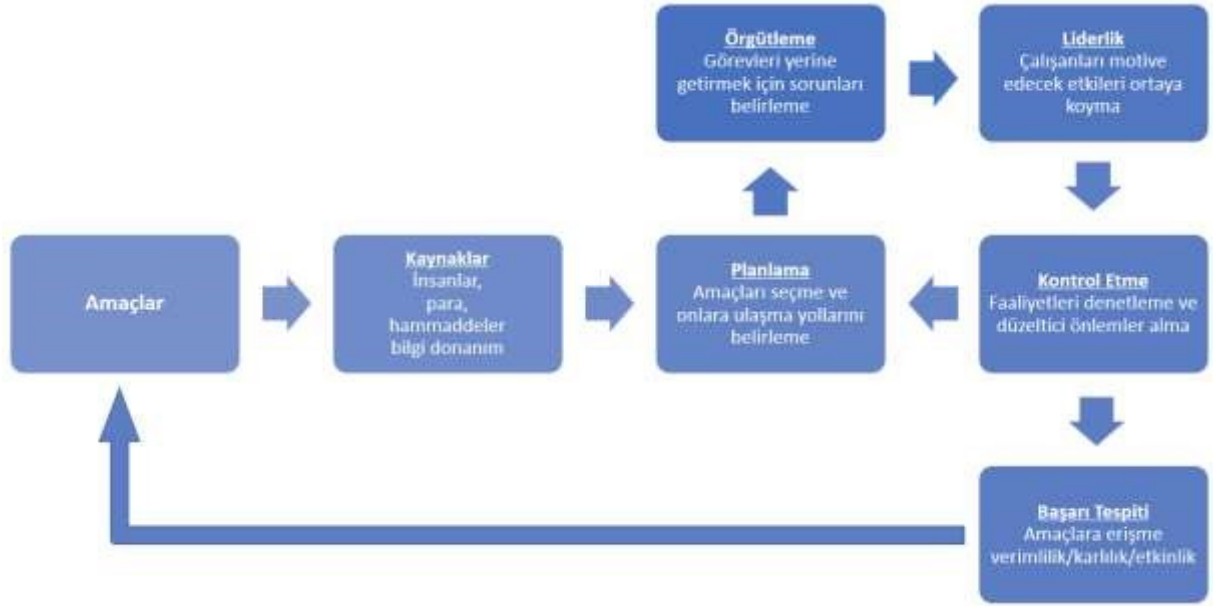 Örgütleme
Görevleri yerine
getirmek için sorunları
belirleme
Liderlik
Çalışanları motive
edecek etkileri ortaya
koyma
Amaçlar
Kaynaklar
İnsanlar,
para,
hammaddeler
bilgi donanım
Planlama
Amaçları seçme ve
onlara ulaşma yollarını
belirleme
Kontrol Etme
Faaliyetleri denetleme ve
düzeltici önlemler alma
Başarı Tespiti
Amaçlara erişme
verimlilik/karlılık/etkinlik